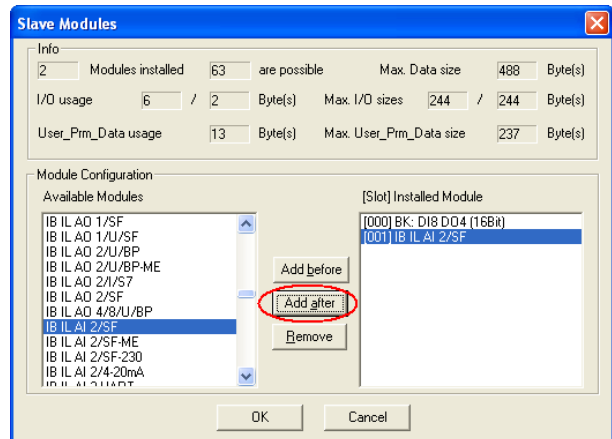 Slave Modules
Info
2 Modules installed 63 are possible Max. Data size 488 Byte(s)
I/O usage 6 / 2 Byte(s) Max. I/O sizes 244 / 244 Byte(s)
User_Prm_Data usage 13 Byte(s) Max. User_Prm_Data size 237 Byte(s)
Module Configuration
Available Modules
IB IL AO 1/SF
IB IL AO 1/U/SF
IB IL AO 2/U/BP
IB IL AO 2/U/BP-ME
IB IL AO 2/I/S7
IB IL AO 2/SF
IB IL AO 4/8/U/BP
IB IL AI 2/SF
IB IL AI 2/SF-ME
IB IL AI 2/SF-230
IB IL AI 2/4-20mA
Add before
Add after
Remove
[Slot] Installed Module
[000] BK: DI8 DO4 (16Bit)
[001] IB IL AI 2/SF
OK Cancel